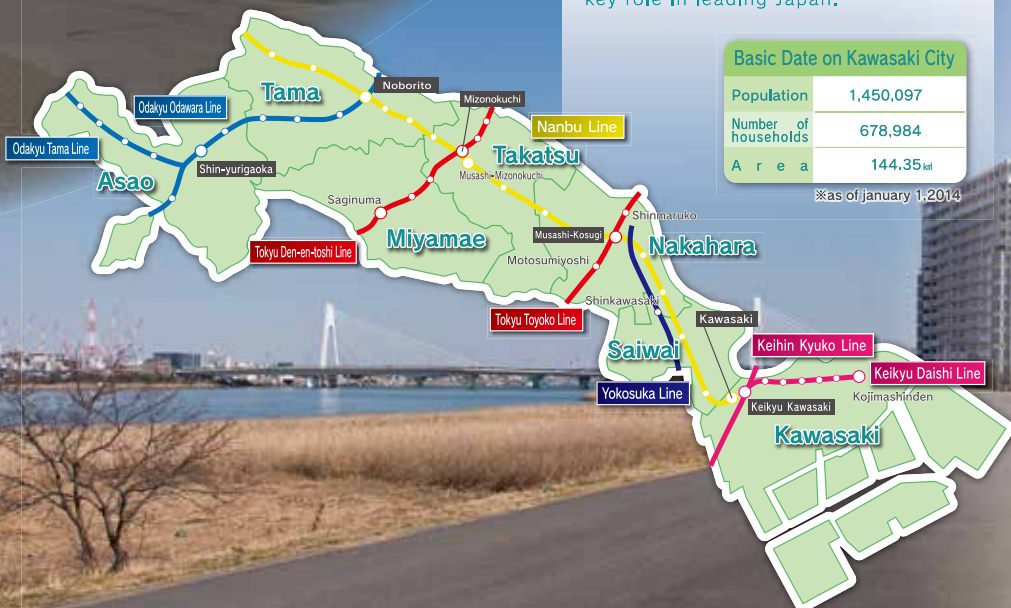 key role in leading Japan.
Basic Date on Kawasaki City
Population 1,450,097
Number of households 678,984
Area 144.35㎢
※as of january 1,2014
Tama
Noborito
Mizonokuchi
Odakyu Odawara Line
Nanbu Line
Odakyu Tama Line
Takatsu
Shin-yurigaoka
Musashi-Mizonokuchi
Asao
Saginuma
Shinmaruko
Miyamae
Musashi-Kosugi
Nakahara
Tokyu Den-en-toshi Line
Motosumiyoshi
Shinkawasaki
Tokyu Toyoko Line
Kawasaki
Saiwai
Keihin Kyuko Line
Keikyu Daishi Line
Yokosuka Line
Kojimashinden
Keikyu Kawasaki
Kawasaki